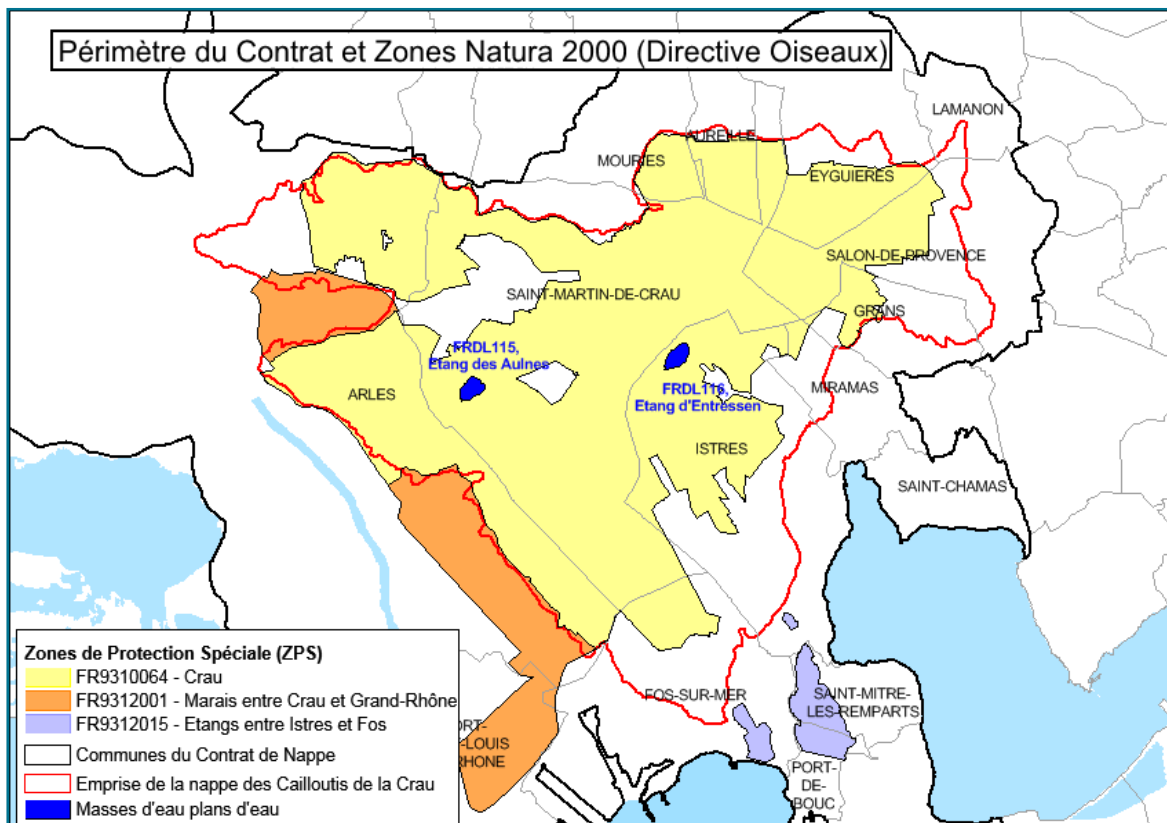 Périmètre du Contrat et Zones Natura 2000 (Directive Oiseaux)
LAMANON
AUREILLE
MOURIES
EYGUIERES
SALON-DE-PROVENCE
SAINT-MARTIN-DE-CRAU
GRANS
FRDL115,
Etang des Aulnes
FRDL116,
Etang d'Entressen
MIRAMAS
ARLES
ISTRES
SAINT-CHAMAS
FOS-SUR-MER
SAINT-MITRE-
LES-REMPARTS
LOUIS
RHONE
PORT-
DE-
BOUC
Zones de Protection Spéciale (ZPS)
FR9310064 - Crau
FR9312001 - Marais entre Crau et Grand-Rhône
FR9312015 - Etangs entre Istres et Fos
Communes du Contrat de Nappe
Emprise de la nappe des Cailloutis de la Crau
Masses d'eau plans d'eau